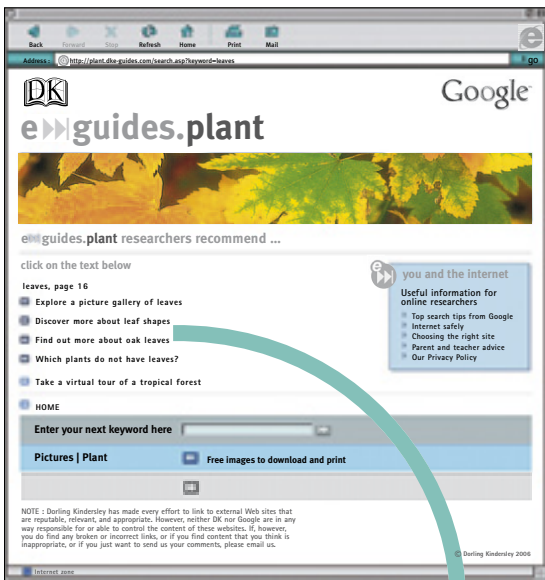 Back Forward Stop Refresh Home Print Mail
Address : http://plant.dke-guides.com/search.asp?keyword=leaves go
DK
Google
e guides.plant
e guides.plant researchers recommend ...
click on the text below
leaves, page 16
Explore a picture gallery of leaves
Discover more about leaf shapes
Find out more about oak leaves
Which plants do not have leaves?
Take a virtual tour of a tropical forest
HOME
e
you and the internet
Useful information for
online researchers
Top search tips from Google
Internet safely
Choosing the right site
Parent and teacher advice
Our Privacy Policy
Enter your next keyword here
Pictures | Plant Free images to download and print
NOTE : Dorling Kindersley has made every effort to link to external Web sites that
are reputable, relevant, and appropriate. However, neither DK nor Google are in any
way responsible for or able to control the content of these websites. If, however,
you do find any broken or incorrect links, or if you find content that you think is
inappropriate, or if you just want to send us your comments, please email us.
© Dorling Kindersley 2006
Internet zone